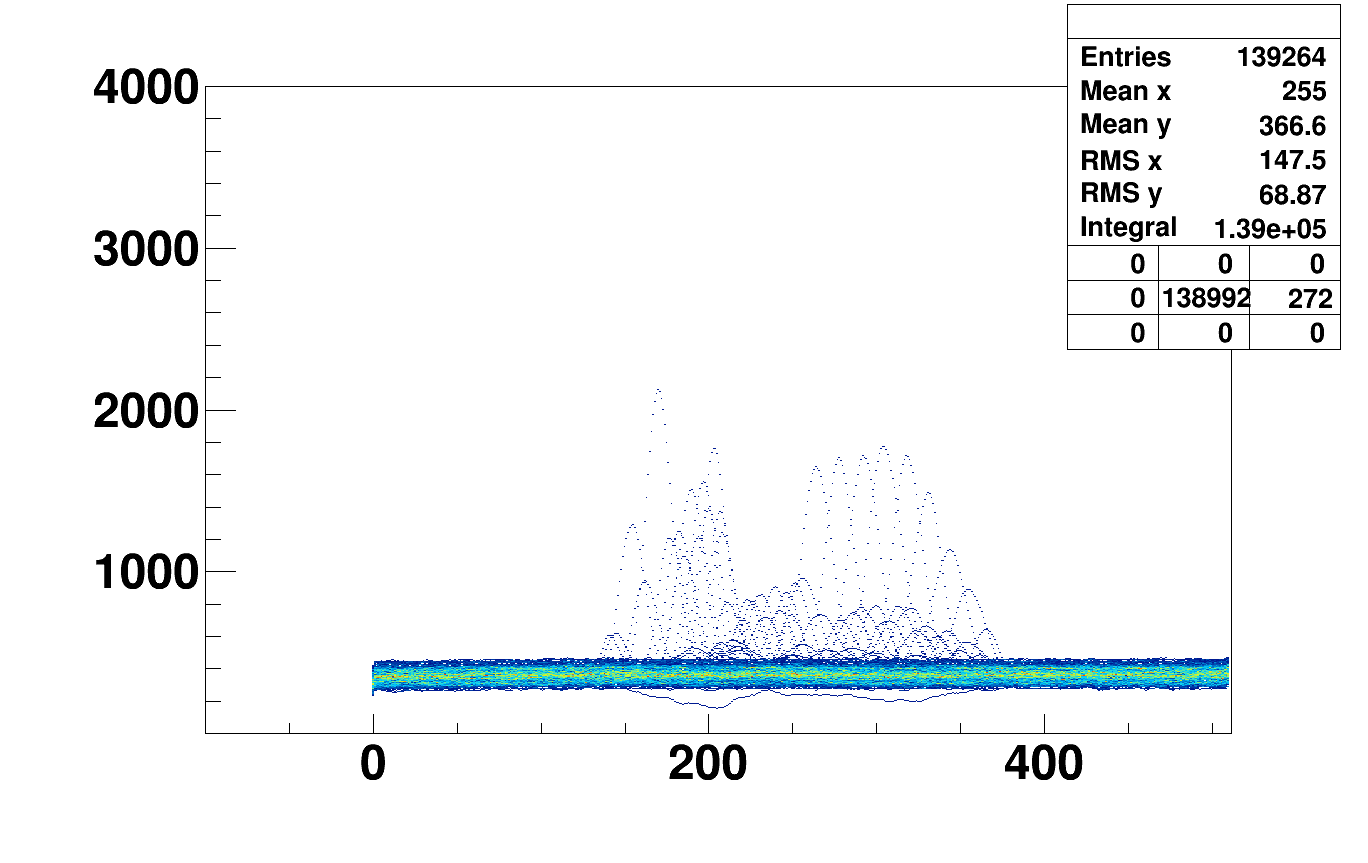 4000
3000
2000
1000
0 200 400
Entries 139264
Mean x 255
Mean y 366.6
RMS x 147.5
RMS y 68.87
Integral 1.39e+05
0 0 0
0 138992 272
0 0 0